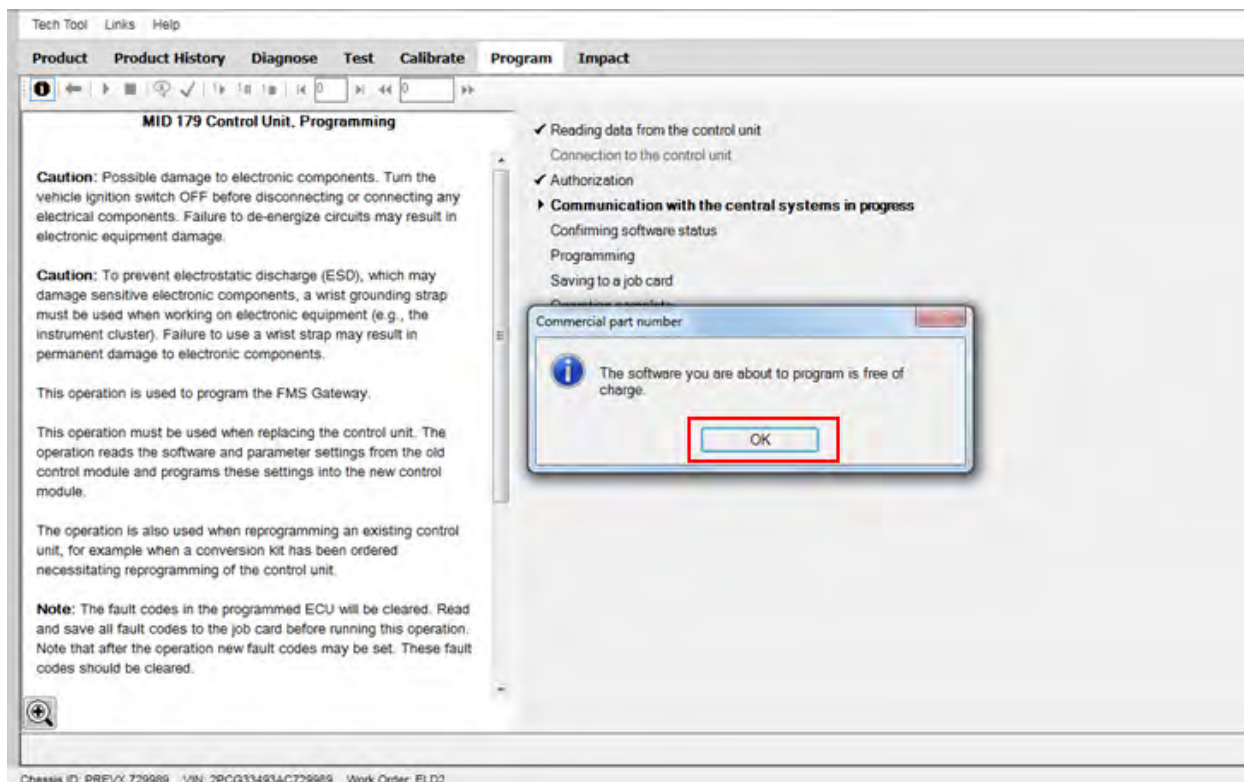 Tech Tool Links Help
Product Product History Diagnose Test Calibrate Program Impact
0 0
MID 179 Control Unit, Programming
Caution: Possible damage to electronic components. Turn the
vehicle ignition switch OFF before disconnecting or connecting any
electrical components. Failure to de-energize circuits may result in
electronic equipment damage.
Caution: To prevent electrostatic discharge (ESD), which may
damage sensitive electronic components, a wrist grounding strap
must be used when working on electronic equipment (e.g., the
instrument cluster). Failure to use a wrist strap may result in
permanent damage to electronic components.
This operation is used to program the FMS Gateway.
This operation must be used when replacing the control unit. The
operation reads the software and parameter settings from the old
control module and programs these settings into the new control
module.
The operation is also used when reprogramming an existing control
unit, for example when a conversion kit has been ordered
necessitating reprogramming of the control unit.
Note: The fault codes in the programmed ECU will be cleared. Read
and save all fault codes to the job card before running this operation.
Note that after the operation new fault codes may be set. These fault
codes should be cleared.
Reading data from the control unit
Connection to the control unit
Authorization
Communication with the central systems in progress
Confirming software status
Programming
Saving to a job card
Commercial part number
The software you are about to program is free of
charge.
OK
Chassis ID: PREVX 729989 VIN: Work Order: ELD2